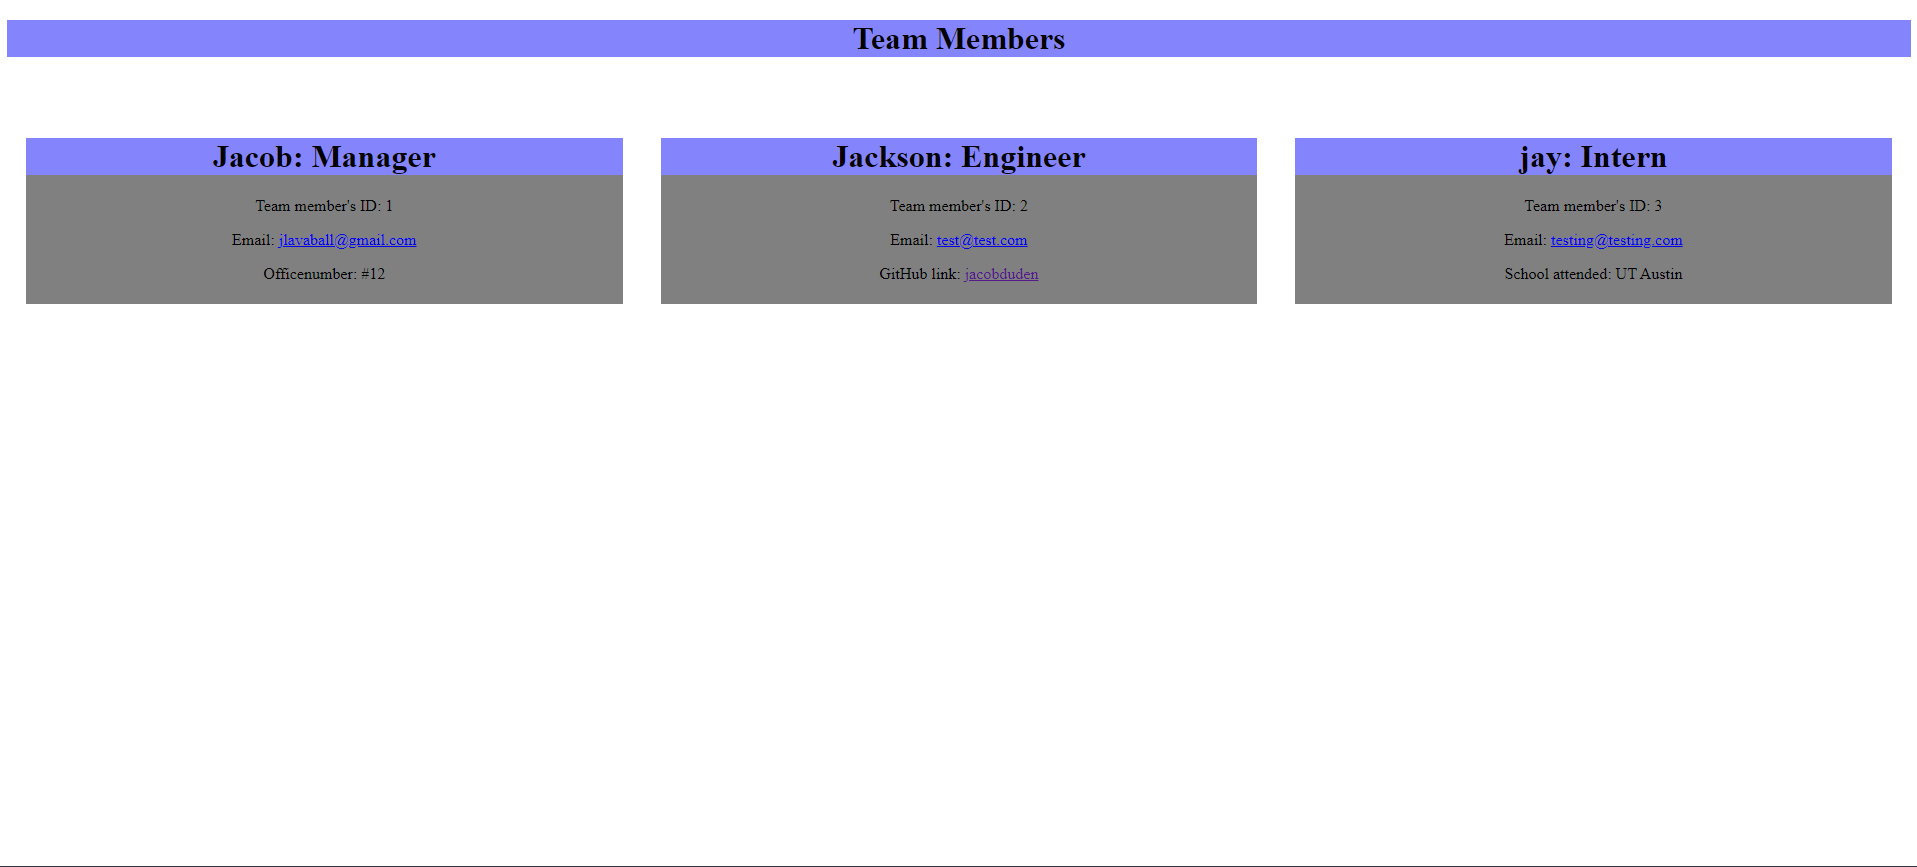 Team Members
Jacob: Manager
Team member's ID: 1
Email: jlavaball@gmail.com
Officenumber: #12
Jackson: Engineer
Team member's ID: 2
Email: test@test.com
GitHub link: jacobduden
jay: Intern
Team member's ID: 3
Email: testing@testing.com
School attended: UT Austin